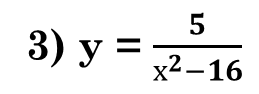 3) y = 5/(x²−16)